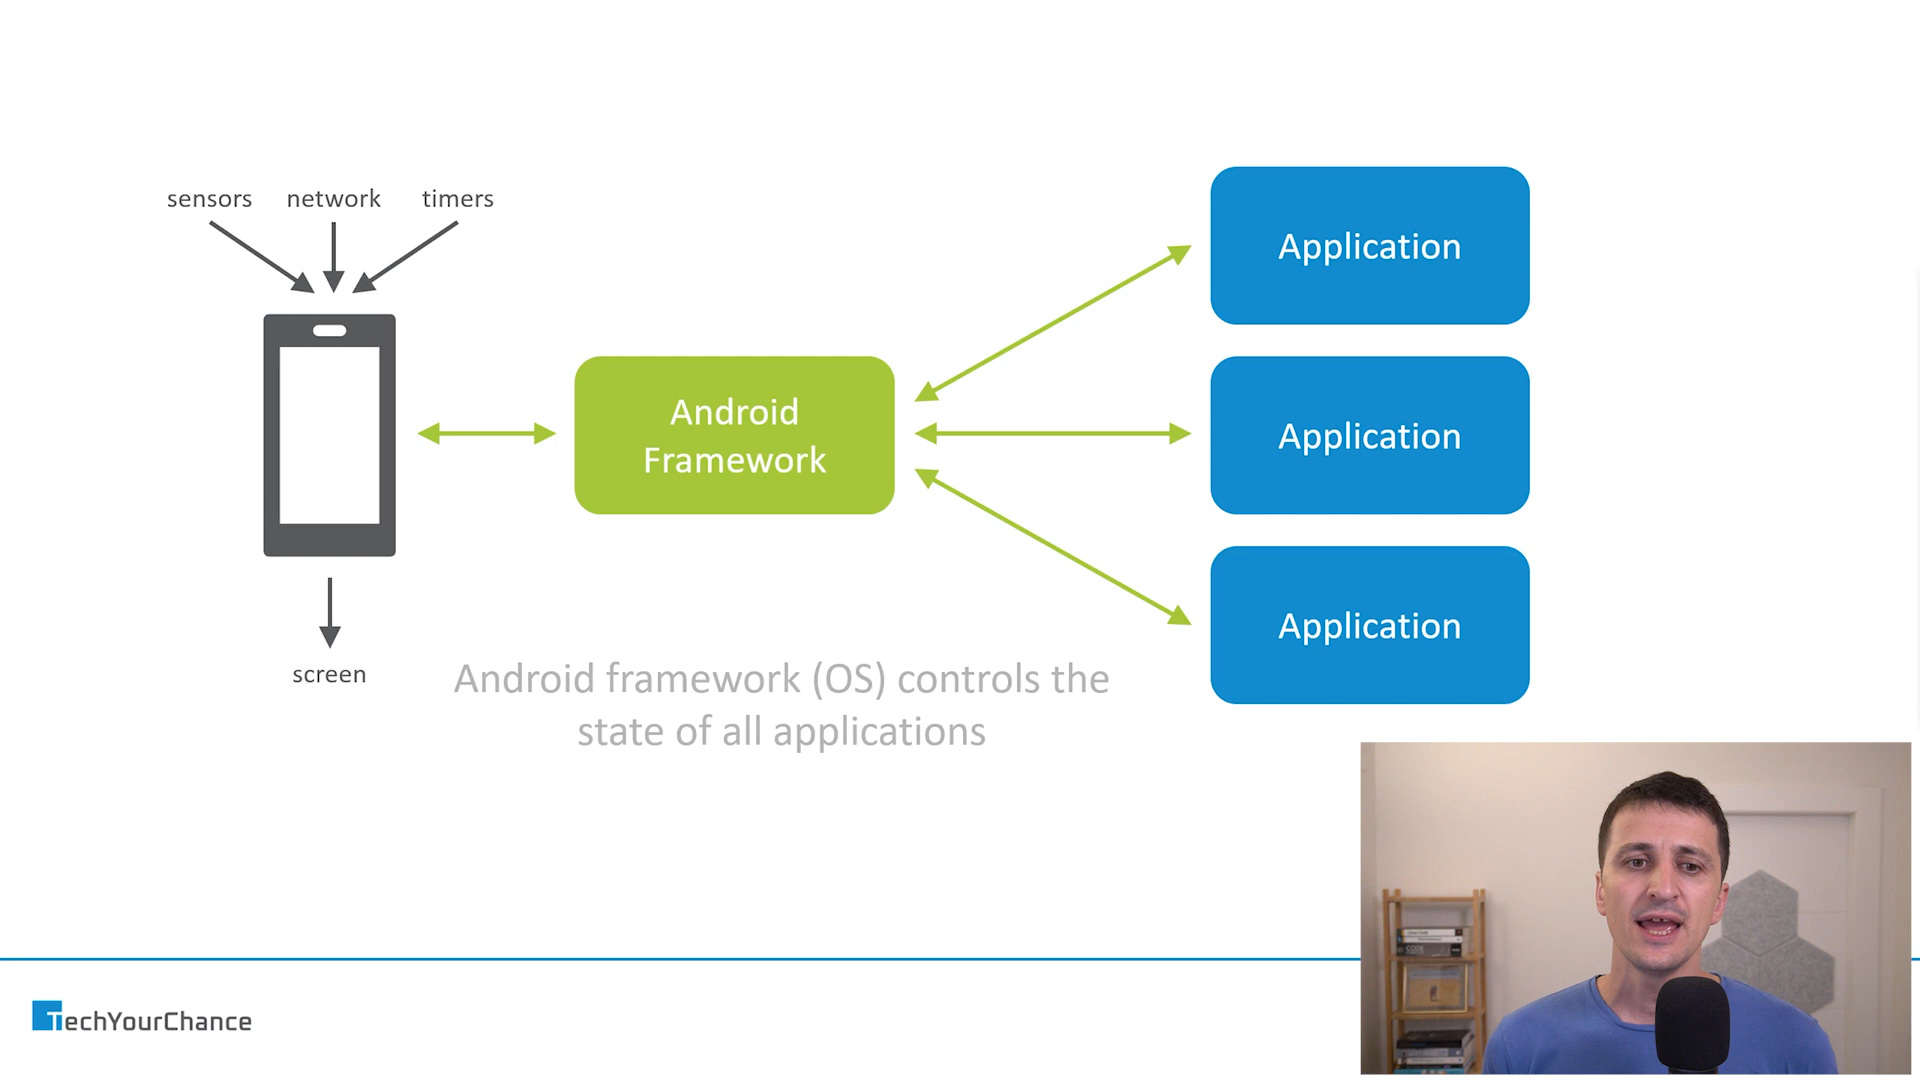 sensors network timers
Application
Android
Framework
Application
Application
screen
Android framework (OS) controls the
state of all applications
TechYourChance